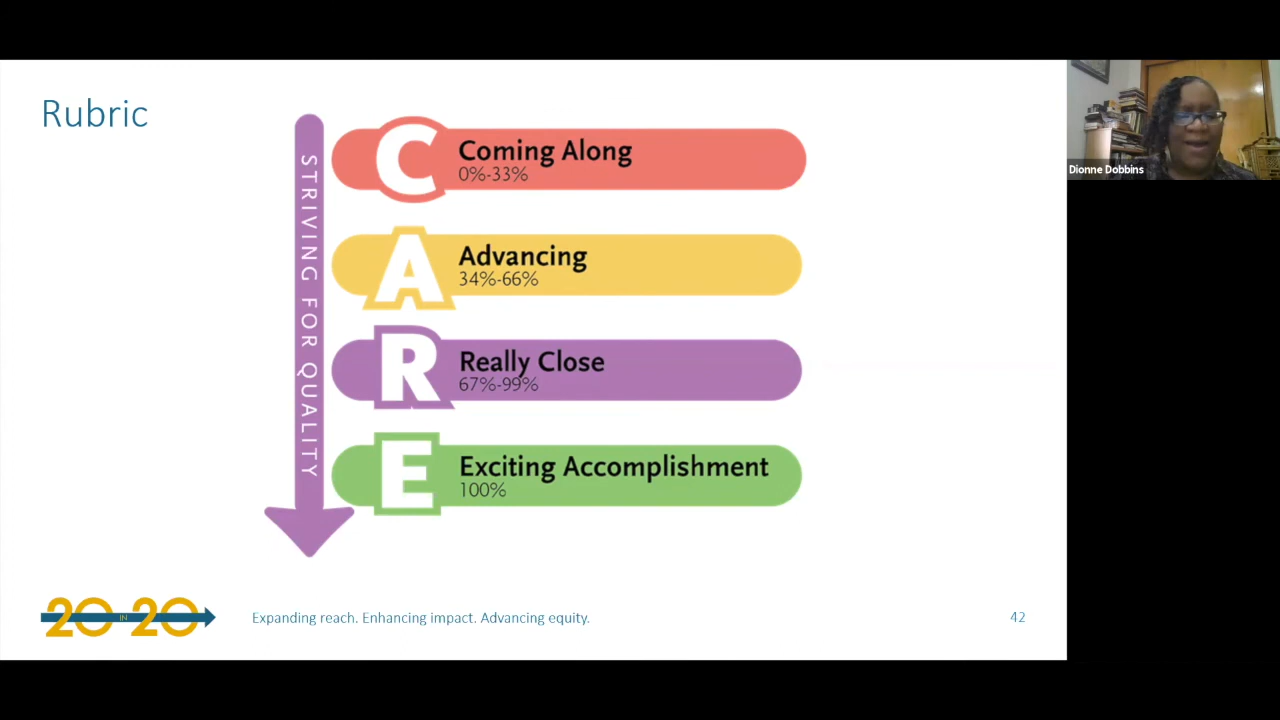 Rubric
STRIVING FOR QUALITY
C
Coming Along
0%-33%
A
Advancing
34%-66%
R
Really Close
67%-99%
E
Exciting Accomplishment
100%
20 IN 20
Expanding reach. Enhancing impact. Advancing equity.
42
Dionne Dobbins